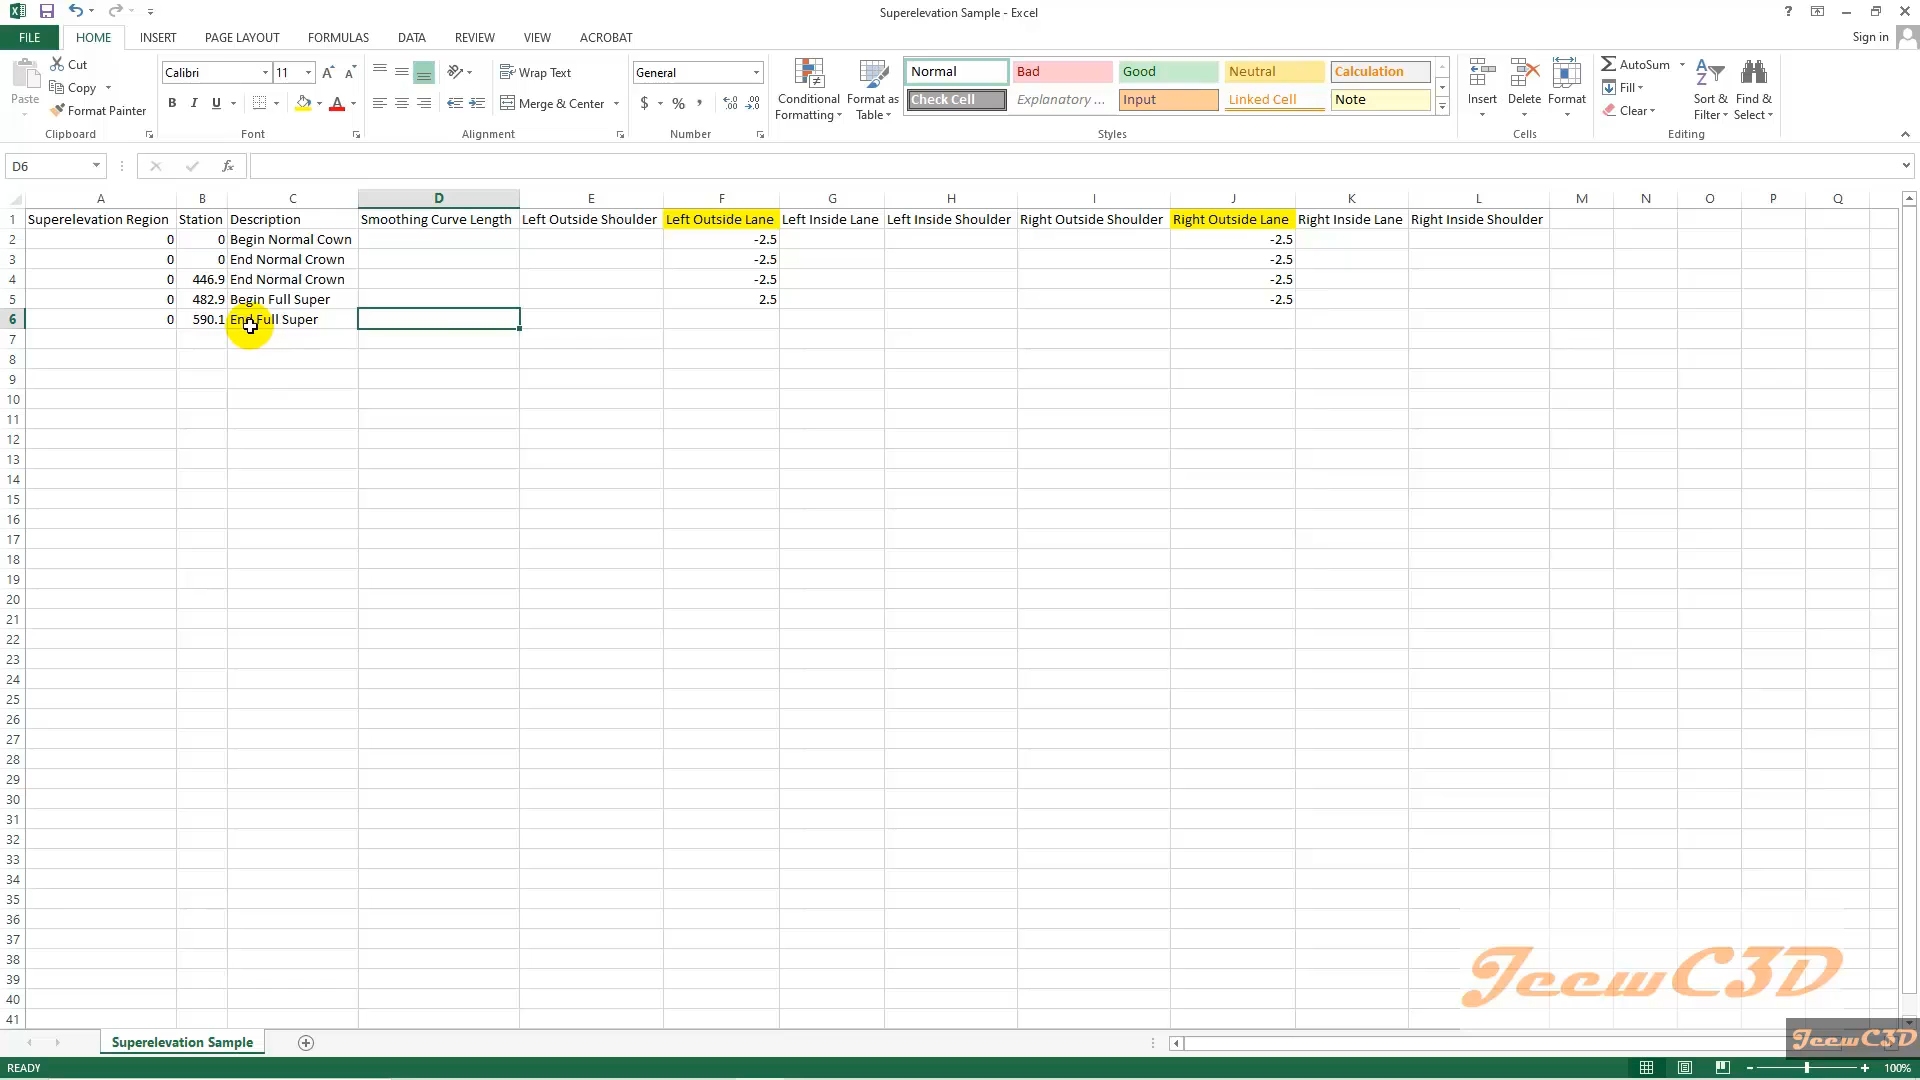 Superelevation Sample - Excel
FILE HOME INSERT PAGE LAYOUT FORMULAS DATA REVIEW VIEW ACROBAT Sign in
Paste Cut Copy Format Painter
Clipboard
Calibri 11
B I U
Font
Wrap Text
Merge & Center
Alignment
General
$ % ,
Number
Conditional Formatting
Format as Table
Normal Bad Good Neutral Calculation
Check Cell Explanatory ... Input Linked Cell Note
Styles
Insert Delete Format
Cells
AutoSum
Fill
Clear
Sort & Filter
Find & Select
Editing
D6 fx
A B C D E F G H I J K L M N O P Q
1 Superelevation Region Station Description Smoothing Curve Length Left Outside Shoulder Left Outside Lane Left Inside Lane Left Inside Shoulder Right Outside Shoulder Right Outside Lane Right Inside Lane Right Inside Shoulder
2 0 0 Begin Normal Cown -2.5 -2.5
3 0 0 End Normal Crown -2.5 -2.5
4 0 446.9 End Normal Crown -2.5 -2.5
5 0 482.9 Begin Full Super 2.5 -2.5
6 0 590.1 End Full Super
7
8
9
10
11
12
13
14
15
16
17
18
19
20
21
22
23
24
25
26
27
28
29
30
31
32
33
34
35
36
37
38
39
40
41
JeewC3D
JeewC3D
Superelevation Sample
READY 100%